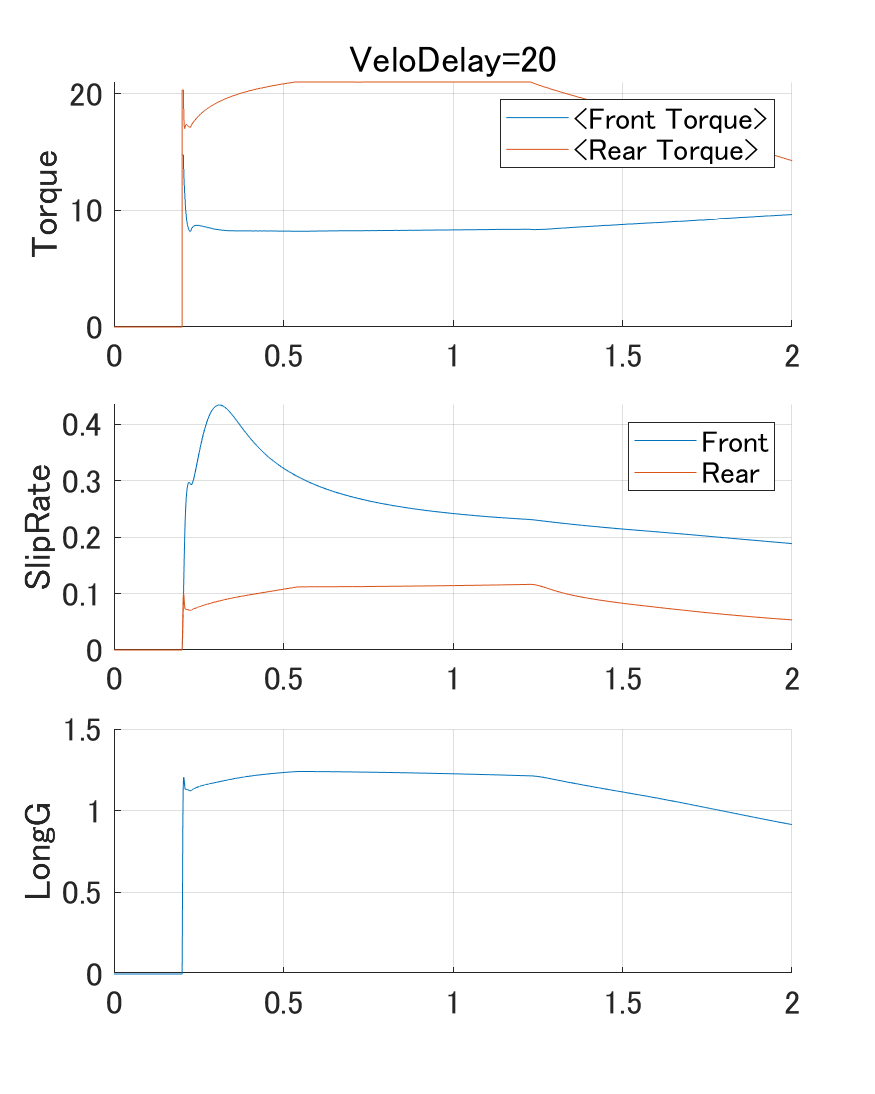 VeloDelay=20
Torque
20
10
0
0 0.5 1 1.5 2
<Front Torque>
<Rear Torque>
SlipRate
0.4
0.3
0.2
0.1
0
0 0.5 1 1.5 2
Front
Rear
LongG
1.5
1
0.5
0
0 0.5 1 1.5 2